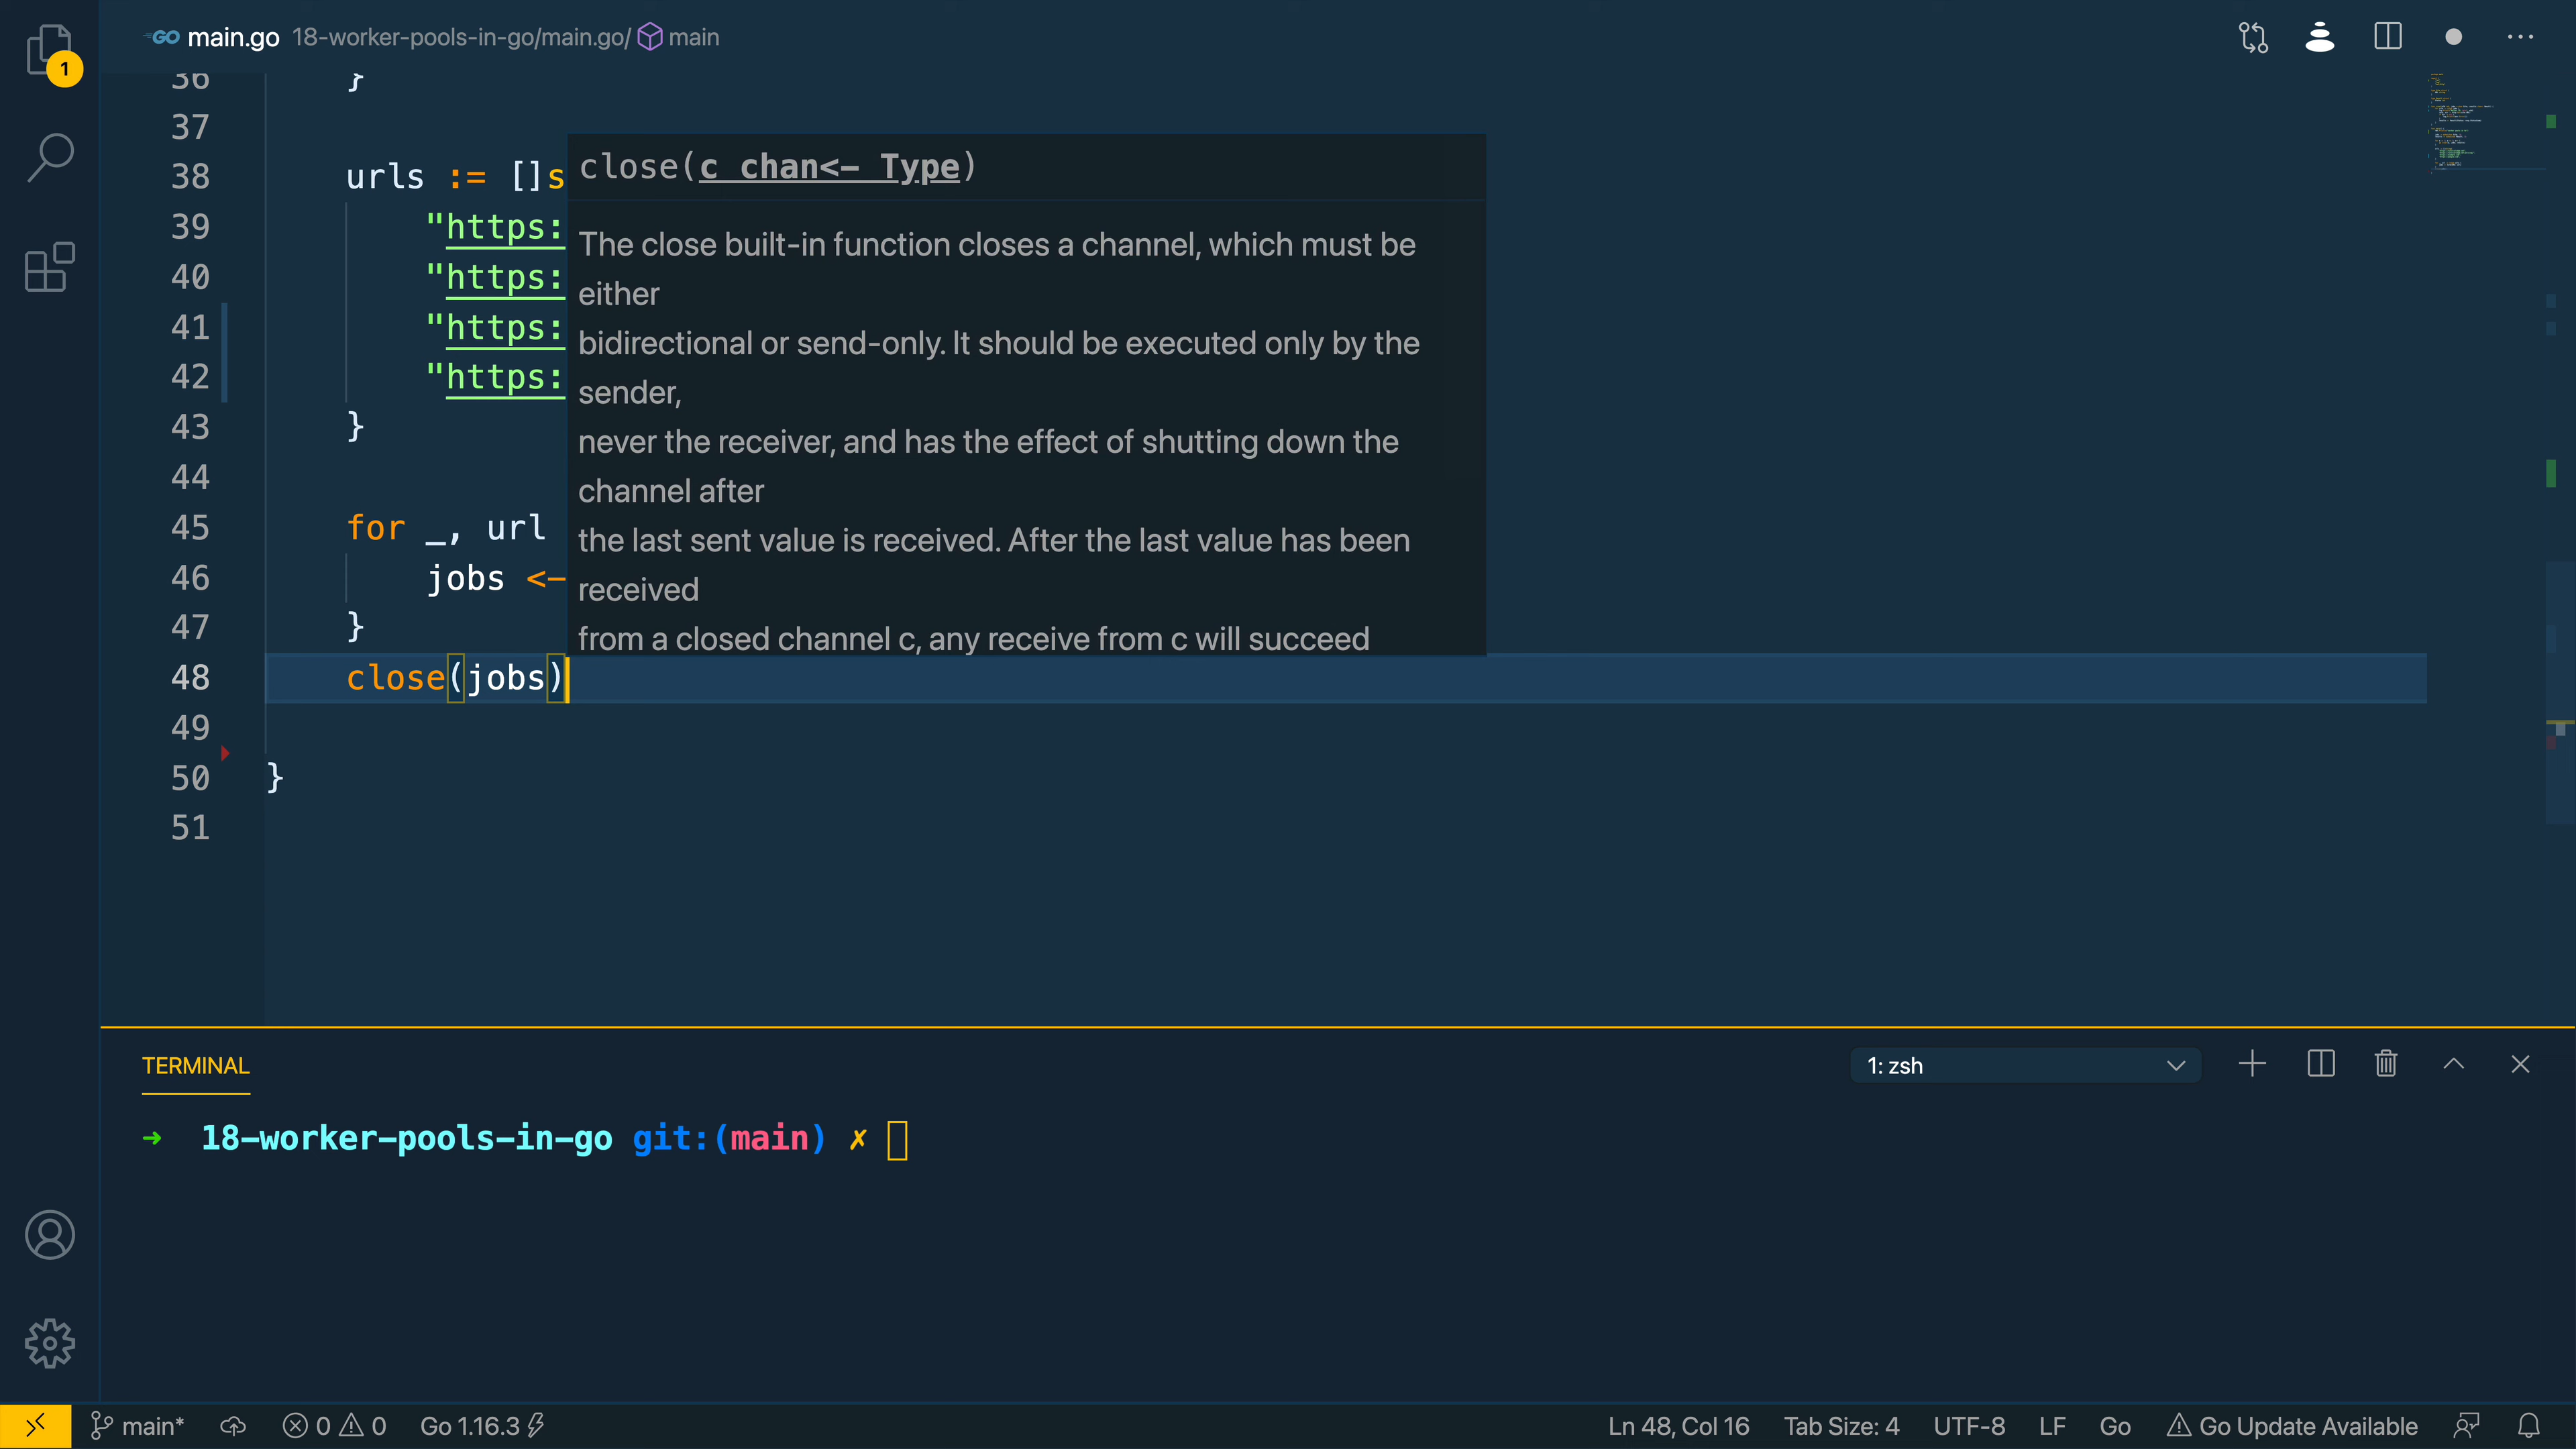 GO main.go 18-worker-pools-in-go/main.go/ main
1
36 }
37
38 urls := []s
39 "https:
40 "https:
41 "https:
42 "https:
43 }
44
45 for _, url
46 jobs <-
47 }
48 close(jobs)
49
50 }
51
close(c chan<- Type)
The close built-in function closes a channel, which must be
either
bidirectional or send-only. It should be executed only by the
sender,
never the receiver, and has the effect of shutting down the
channel after
the last sent value is received. After the last value has been
received
from a closed channel c, any receive from c will succeed
TERMINAL 1: zsh
➜ 18-worker-pools-in-go git:(main) ✗
main* 0 0 Go 1.16.3 Ln 48, Col 16 Tab Size: 4 UTF-8 LF Go Go Update Available